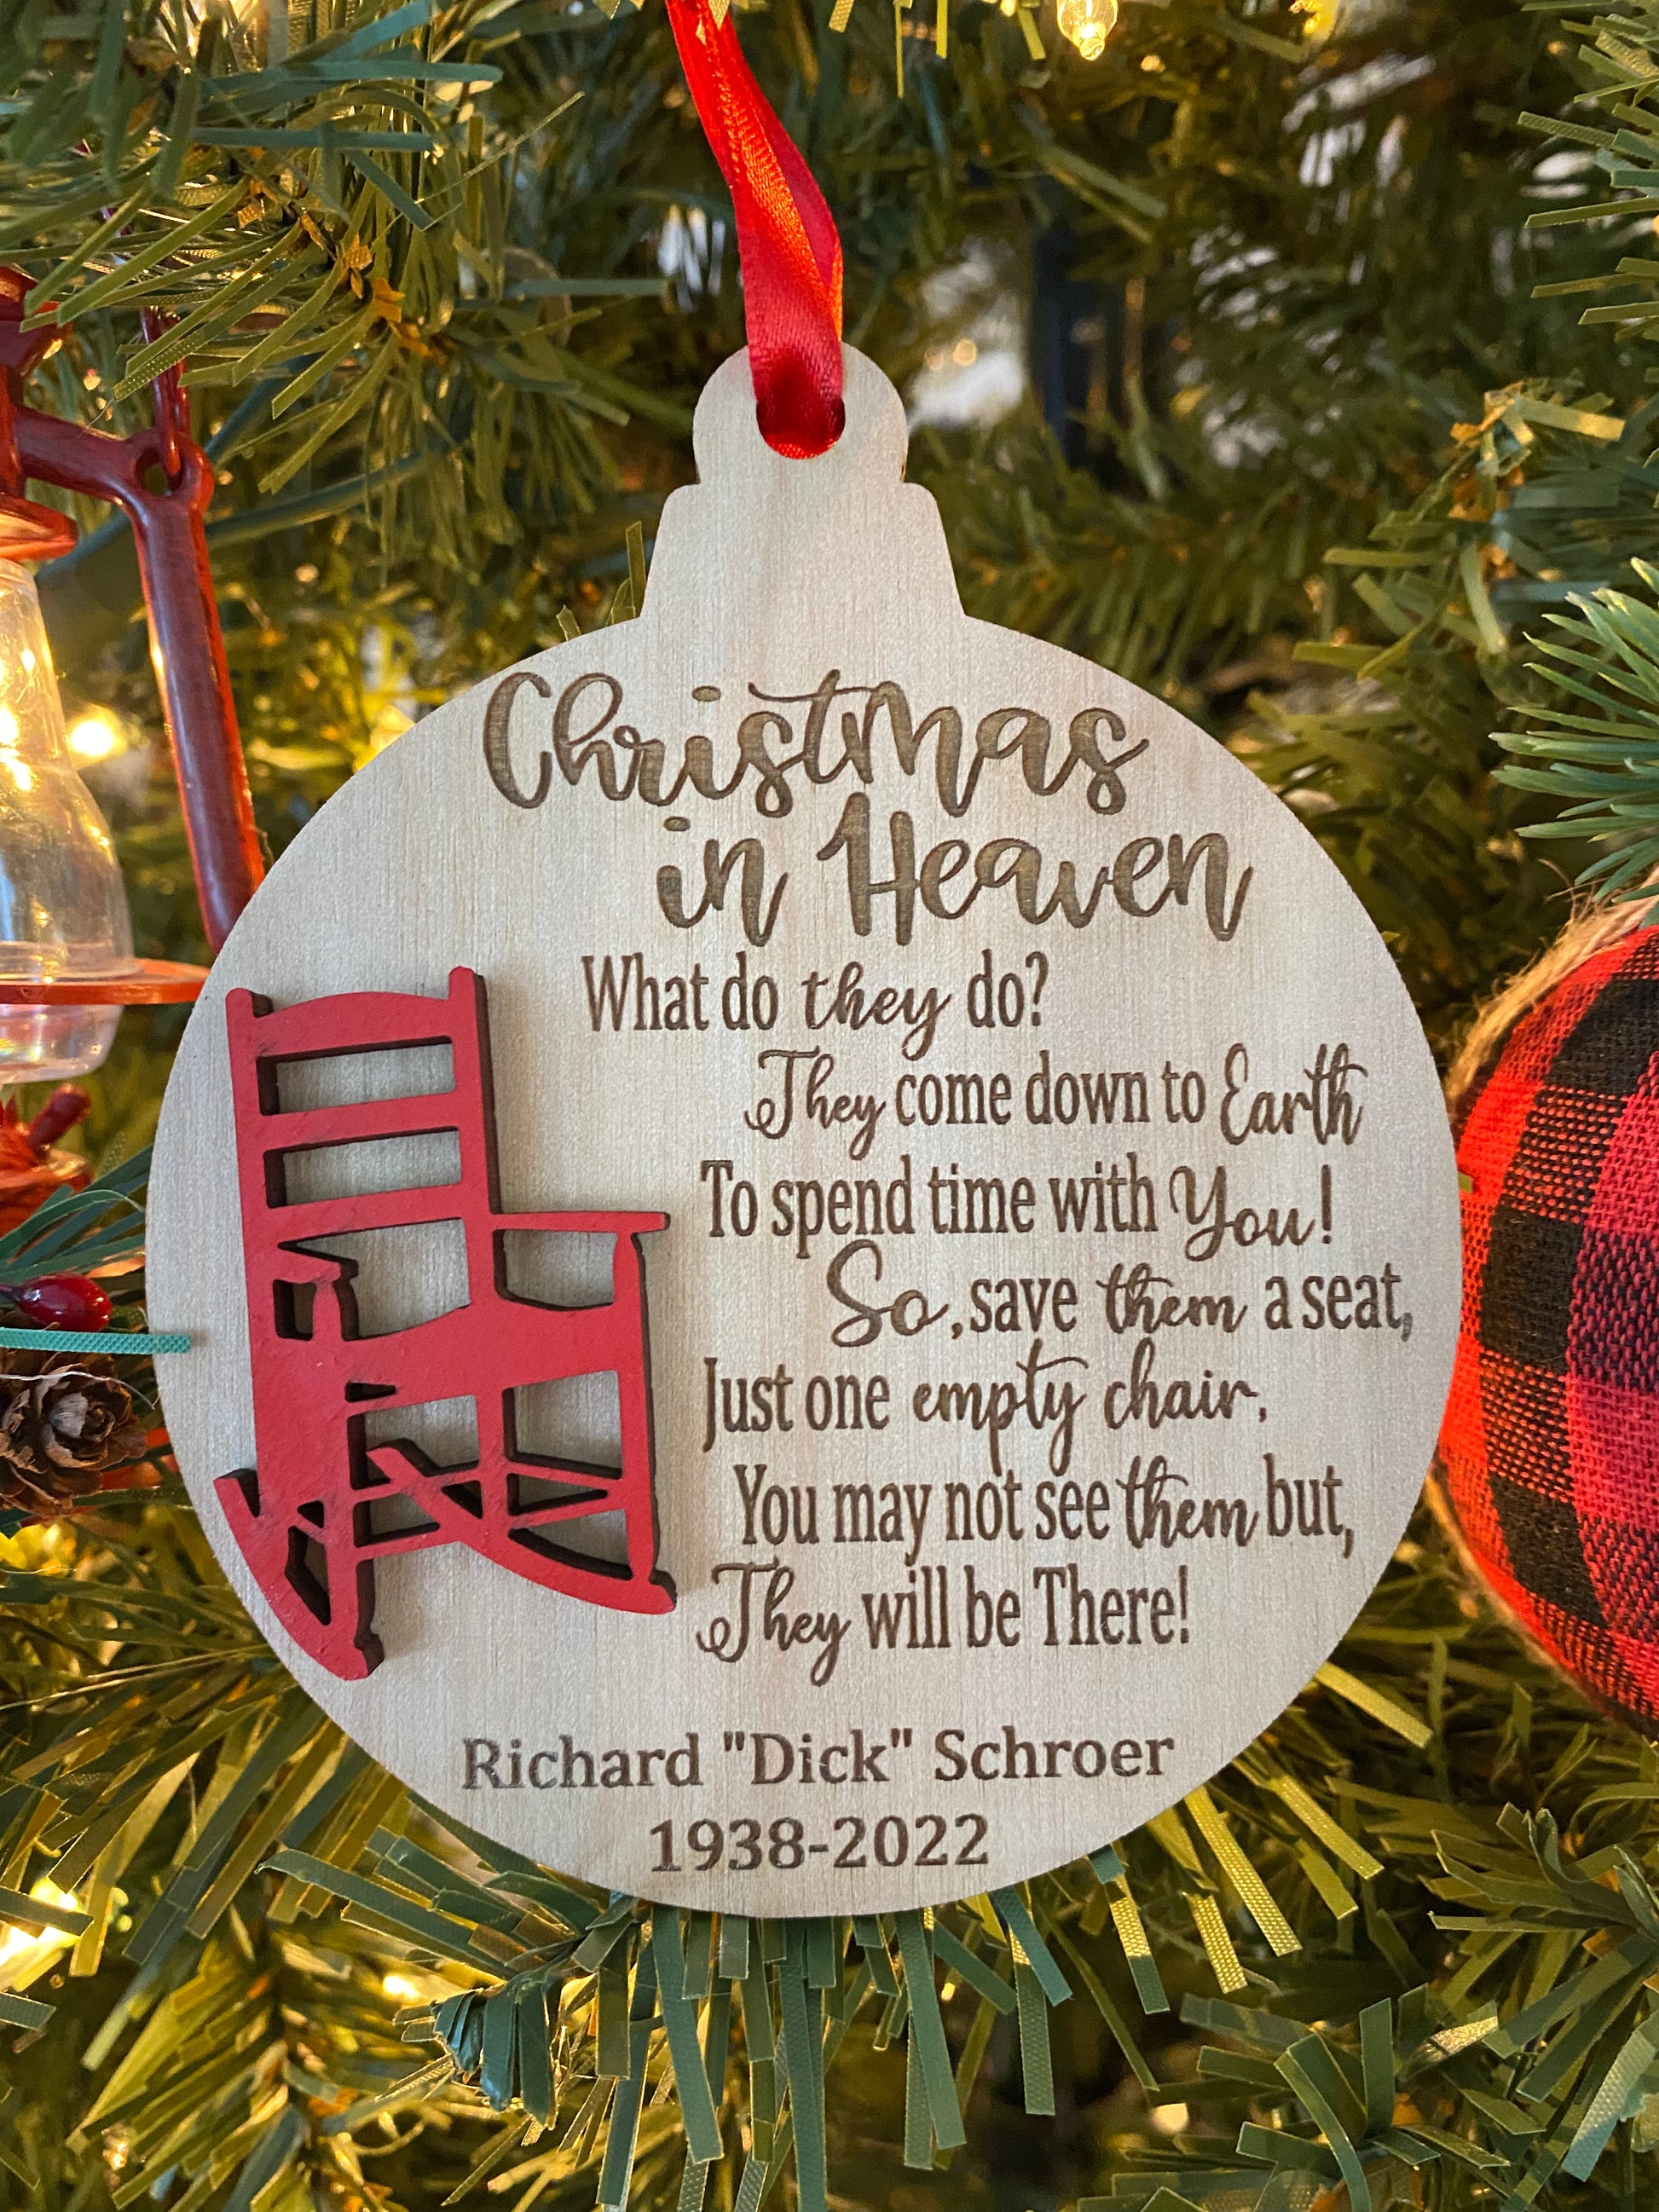 Christmas
in Heaven
What do they do?
They come down to Earth
To spend time with You!
So, save them a seat,
Just one empty chair.
You may not see them but,
They will be There!
Richard "Dick" Schroer
1938-2022